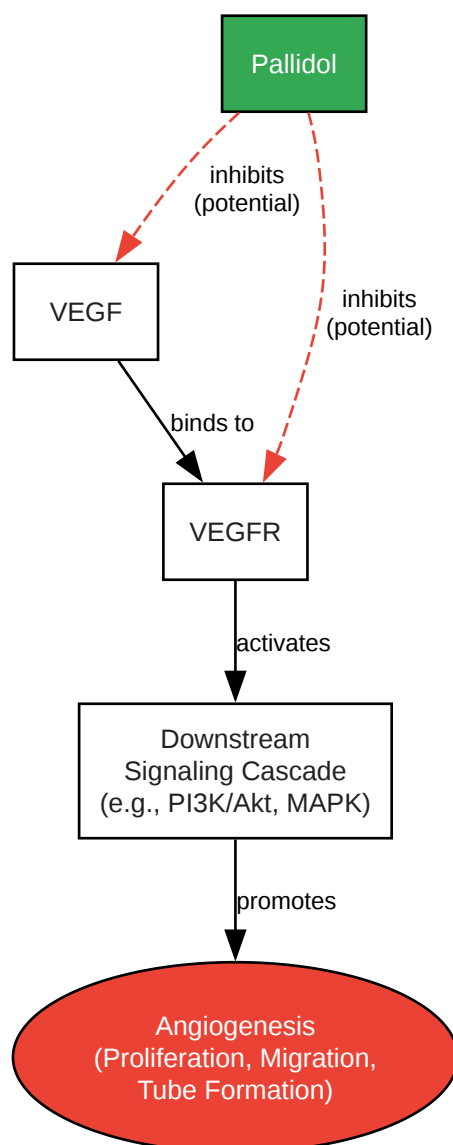 Pallidol
inhibits
(potential)
VEGF
inhibits
(potential)
binds to
VEGFR
activates
Downstream
Signaling Cascade
(e.g., PI3K/Akt, MAPK)
promotes
Angiogenesis
(Proliferation, Migration,
Tube Formation)